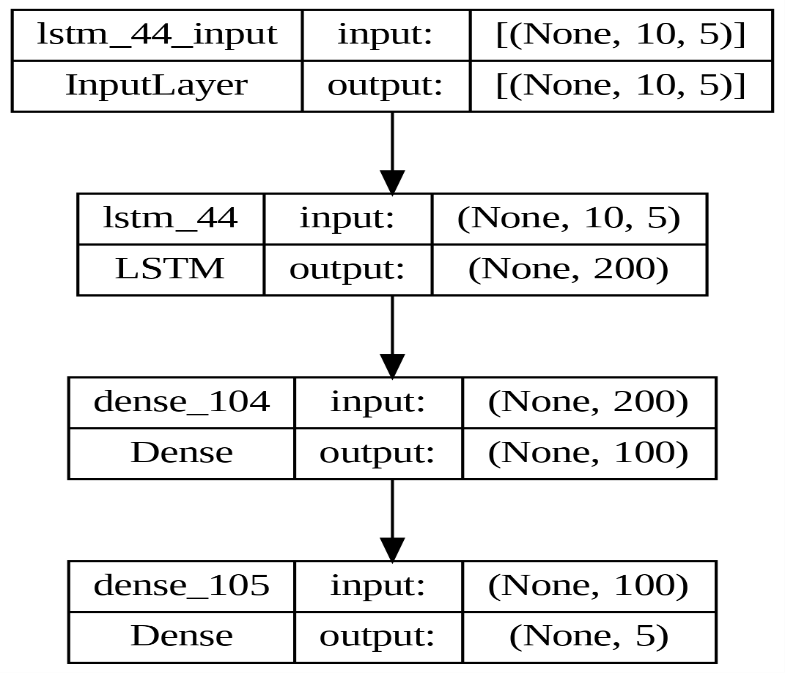 lstm_44_input input: [(None, 10, 5)]
InputLayer output: [(None, 10, 5)]
lstm_44 input: (None, 10, 5)
LSTM output: (None, 200)
dense_104 input: (None, 200)
Dense output: (None, 100)
dense_105 input: (None, 100)
Dense output: (None, 5)